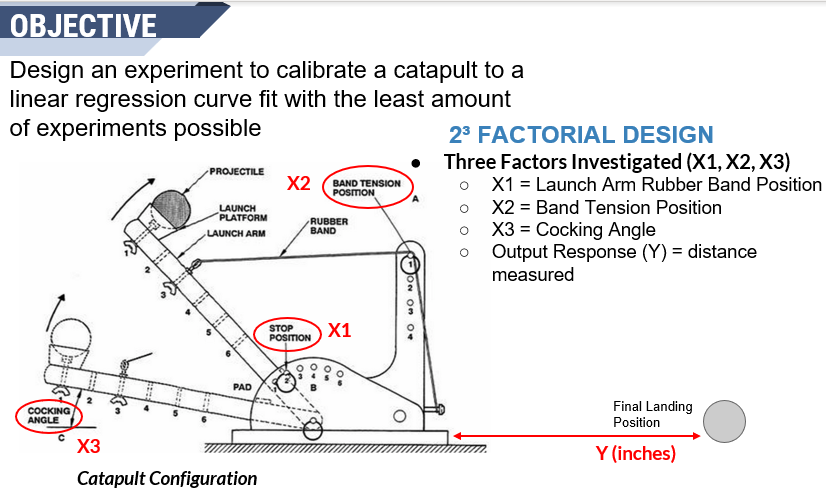 OBJECTIVE
Design an experiment to calibrate a catapult to a
linear regression curve fit with the least amount
of experiments possible
2³ FACTORIAL DESIGN
● Three Factors Investigated (X1, X2, X3)
○ X1 = Launch Arm Rubber Band Position
○ X2 = Band Tension Position
○ X3 = Cocking Angle
○ Output Response (Y) = distance
measured
PROJECTILE
X2
BAND TENSION
POSITION
A
LAUNCH
PLATFORM
LAUNCH ARM
RUBBER
BAND
1
2
3
4
5
6
1
2
3
4
STOP
POSITION
X1
1
2
3
4
5
6
B
PAD
1
2
3
4
5
6
COCKING
ANGLE
C
X3
Final Landing
Position
Y (inches)
Catapult Configuration